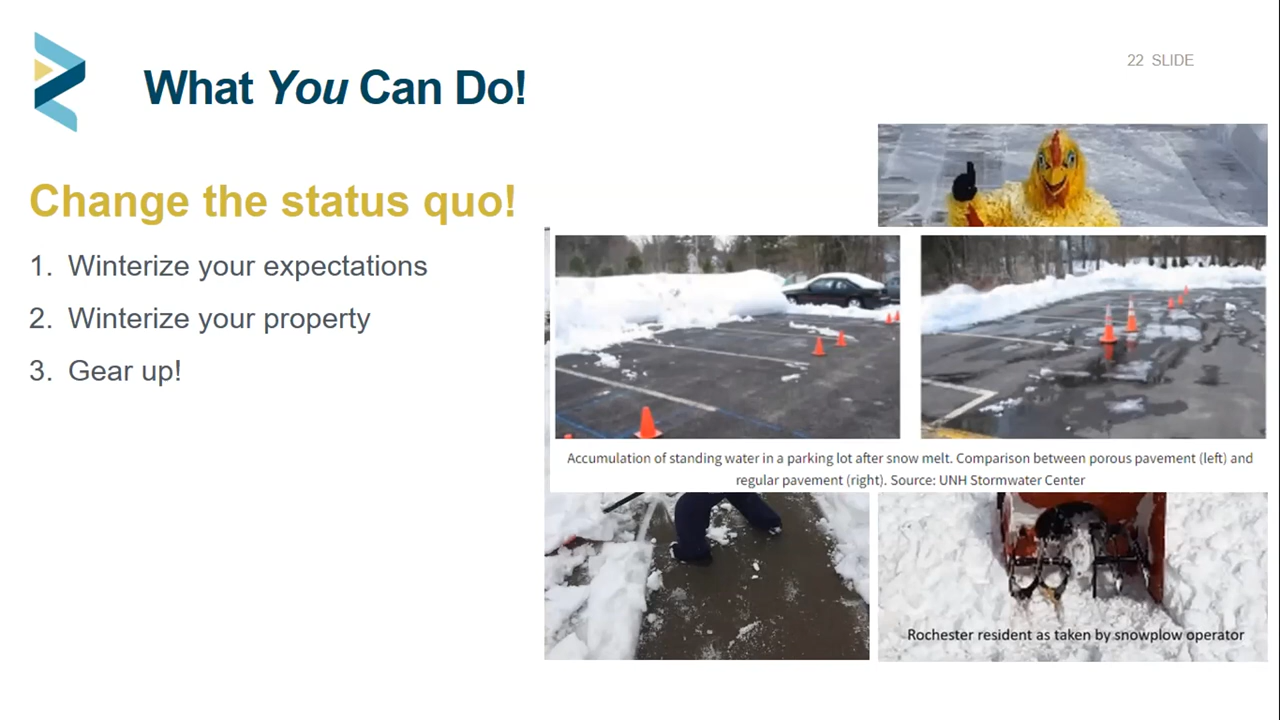 What You Can Do!
22 SLIDE
Change the status quo!
1. Winterize your expectations
2. Winterize your property
3. Gear up!
Accumulation of standing water in a parking lot after snow melt. Comparison between porous pavement (left) and
regular pavement (right). Source: UNH Stormwater Center
Rochester resident as taken by snowplow operator